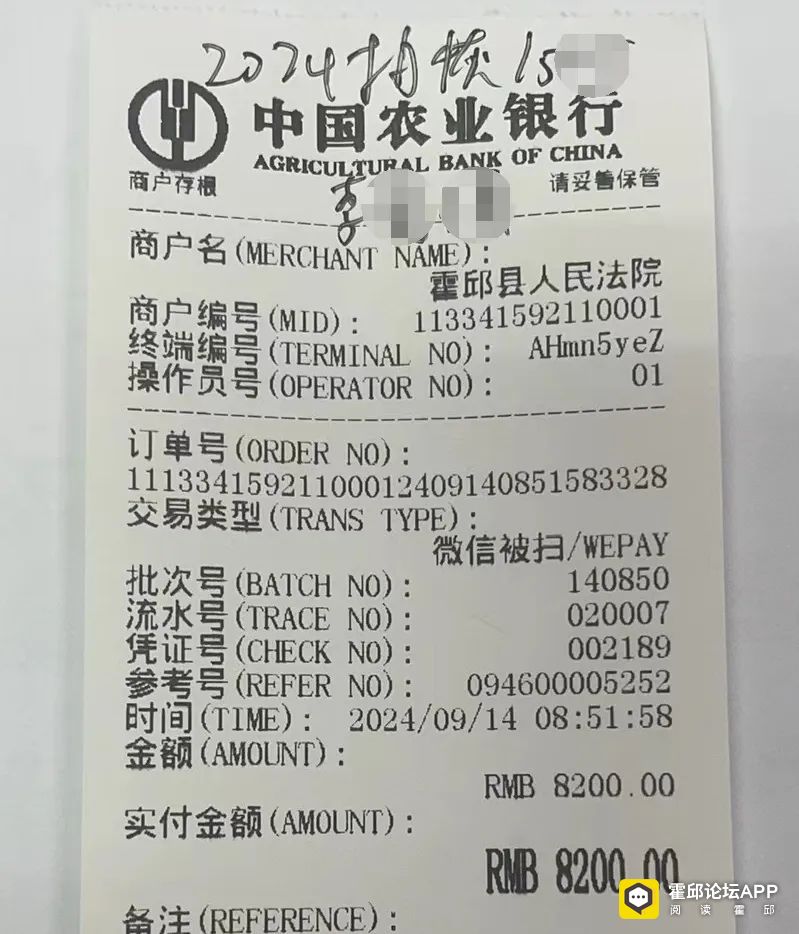 2024 执恢15
中国农业银行
AGRICULTURAL BANK OF CHINA
商户存根 请妥善保管
李
商户名(MERCHANT NAME):
霍邱县人民法院
商户编号(MID): 113341592110001
终端编号(TERMINAL NO): AHmn5yeZ
操作员号(OPERATOR NO): 01
订单号(ORDER NO):
11133415921100012409140851583328
交易类型(TRANS TYPE):
微信被扫/WEPAY
批次号(BATCH NO): 140850
流水号(TRACE NO): 020007
凭证号(CHECK NO): 002189
参考号(REFER NO): 094600005252
时间(TIME): 2024/09/14 08:51:58
金额(AMOUNT):
RMB 8200.00
实付金额(AMOUNT):
RMB 8200.00
备注(REFERENCE):
霍邱论坛APP
阅读霍邱